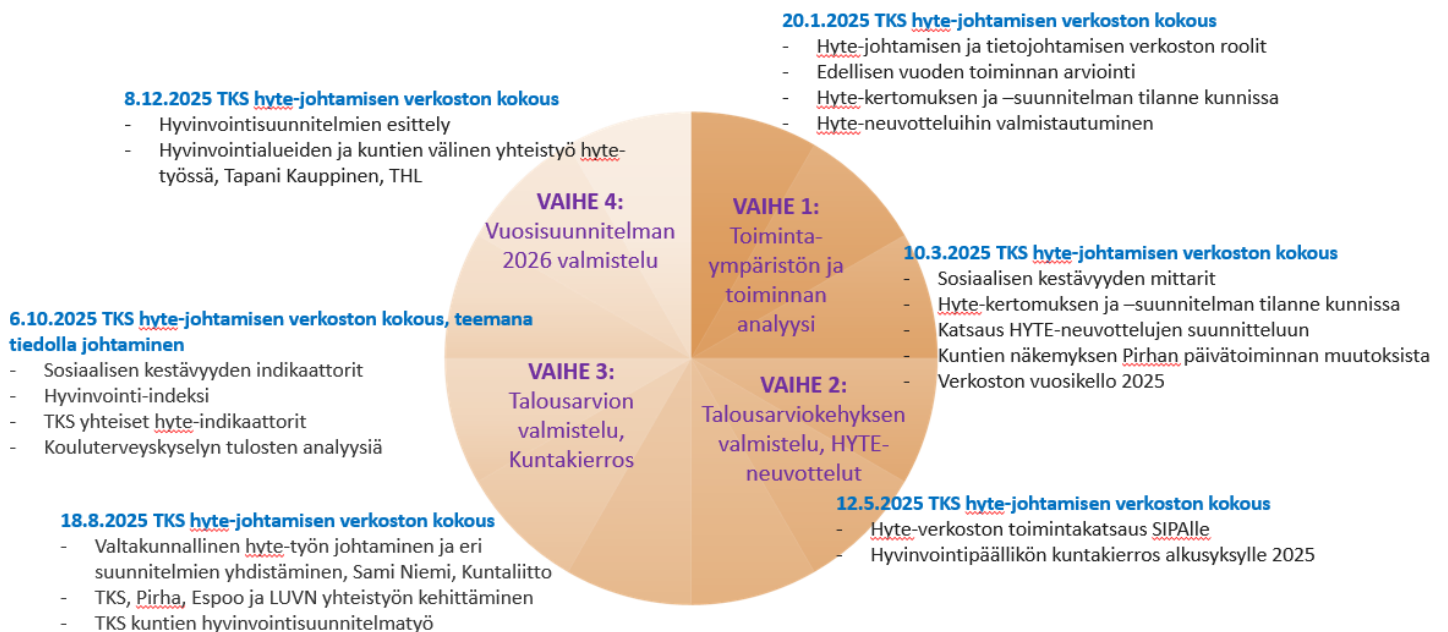 20.1.2025 TKS hyte-johtamisen verkoston kokous
- Hyte-johtamisen ja tietojohtamisen verkoston roolit
- Edellisen vuoden toiminnan arviointi
- Hyte-kertomuksen ja –suunnitelman tilanne kunnissa
- Hyte-neuvotteluihin valmistautuminen
8.12.2025 TKS hyte-johtamisen verkoston kokous
- Hyvinvointisuunnitelmien esittely
- Hyvinvointialueiden ja kuntien välinen yhteistyö hyte-
työssä, Tapani Kauppinen, THL
VAIHE 4:
Vuosisuunnitelman
2026 valmistelu
VAIHE 1:
Toiminta-
ympäristön ja
toiminnan
analyysi
10.3.2025 TKS hyte-johtamisen verkoston kokous
- Sosiaalisen kestävyyden mittarit
- Hyte-kertomuksen ja –suunnitelman tilanne kunnissa
- Katsaus HYTE-neuvottelujen suunnitteluun
- Kuntien näkemyksen Pirhan päivätoiminnan muutoksista
- Verkoston vuosikello 2025
6.10.2025 TKS hyte-johtamisen verkoston kokous, teemana
tiedolla johtaminen
- Sosiaalisen kestävyyden indikaattorit
- Hyvinvointi-indeksi
- TKS yhteiset hyte-indikaattorit
- Kouluterveyskyselyn tulosten analyysiä
VAIHE 3:
Talousarvion
valmistelu,
Kuntakierros
VAIHE 2:
Talousarviokehyksen
valmistelu, HYTE-
neuvottelut
12.5.2025 TKS hyte-johtamisen verkoston kokous
- Hyte-verkoston toimintakatsaus SIPAlle
- Hyvinvointipäällikön kuntakierros alkusyksylle 2025
18.8.2025 TKS hyte-johtamisen verkoston kokous
- Valtakunnallinen hyte-työn johtaminen ja eri
suunnitelmien yhdistäminen, Sami Niemi, Kuntaliitto
- TKS, Pirha, Espoo ja LUVN yhteistyön kehittäminen
- TKS kuntien hyvinvointisuunnitelmatyö